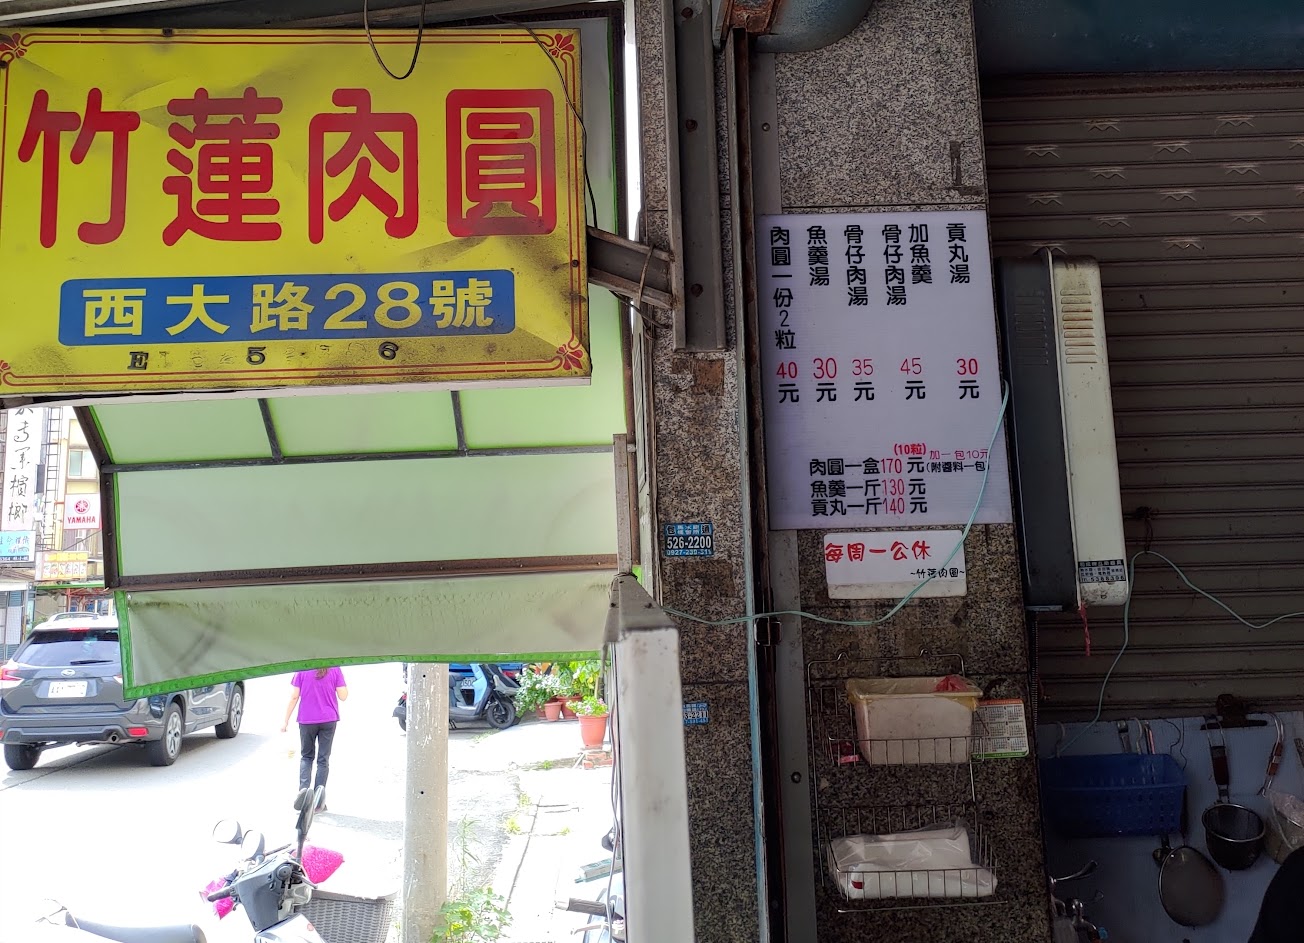 竹蓮肉圓
西大路28號
肉圓一份2粒 40元
魚羹湯 30元
骨仔肉湯 35元
加魚羹骨仔肉湯 45元
貢丸湯 30元
(10粒)
肉圓一盒170元
加一包10元
(附醬料一包)
魚羹一斤130元
貢丸一斤140元
每周一公休
~竹蓮肉圓~
526-2200
YAMAHA
檳榔